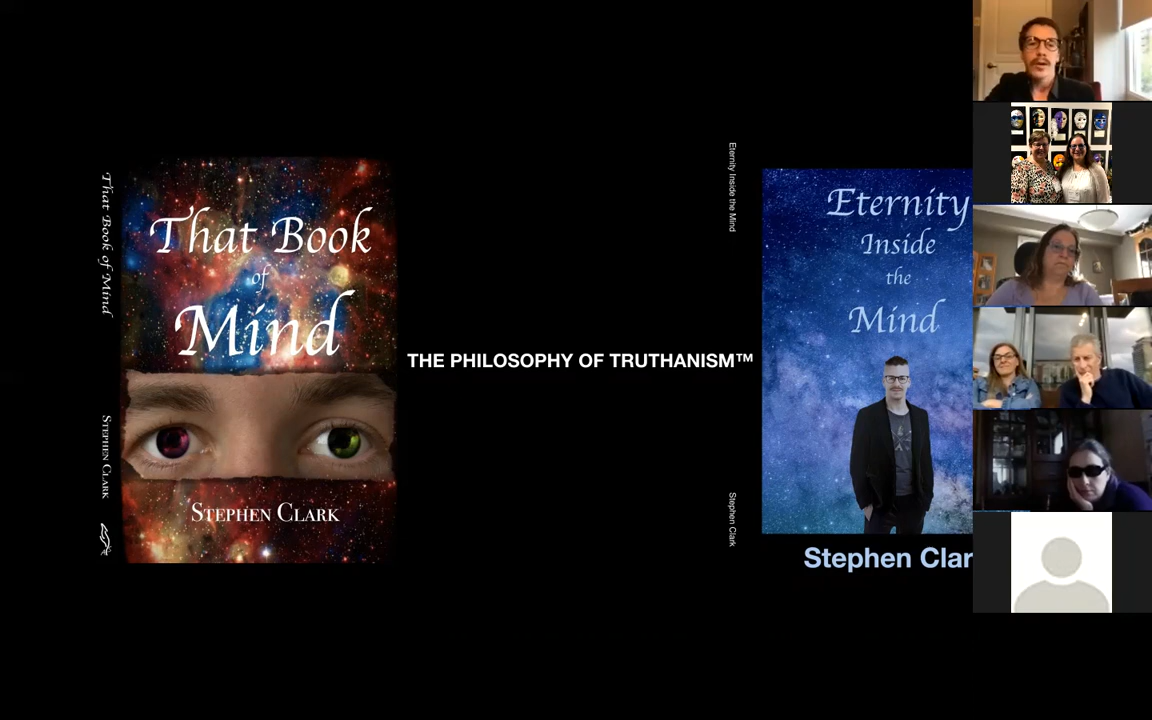 That Book of Mind
STEPHEN CLARK
That Book
of
Mind
STEPHEN CLARK
THE PHILOSOPHY OF TRUTHANISM™
Eternity Inside the Mind
Stephen Clark
Eternity
Inside
the
Mind
Stephen Clar